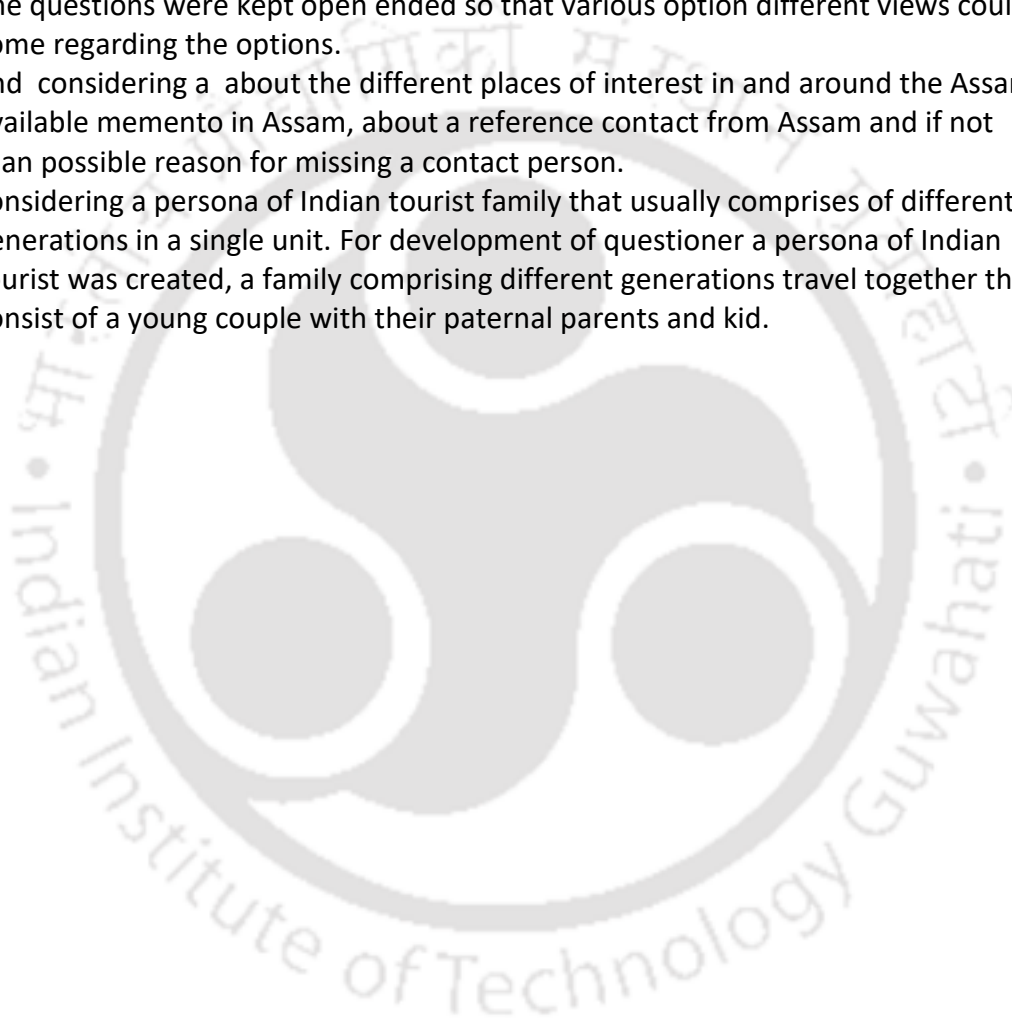 he questions were kept open ended so that various option different views coul
ome regarding the options.
nd considering a about the different places of interest in and around the Assar
vailable memento in Assam, about a reference contact from Assam and if not
an possible reason for missing a contact person.
onsidering a persona of Indian tourist family that usually comprises of different
enerations in a single unit. For development of questioner a persona of Indian
ourist was created, a family comprising different generations travel together th
onsist of a young couple with their paternal parents and kid.
Indian Institute of Technology Guwahati